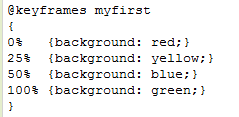 @keyframes myfirst
{
0%   {background: red;}
25%  {background: yellow;}
50%  {background: blue;}
100% {background: green;}
}